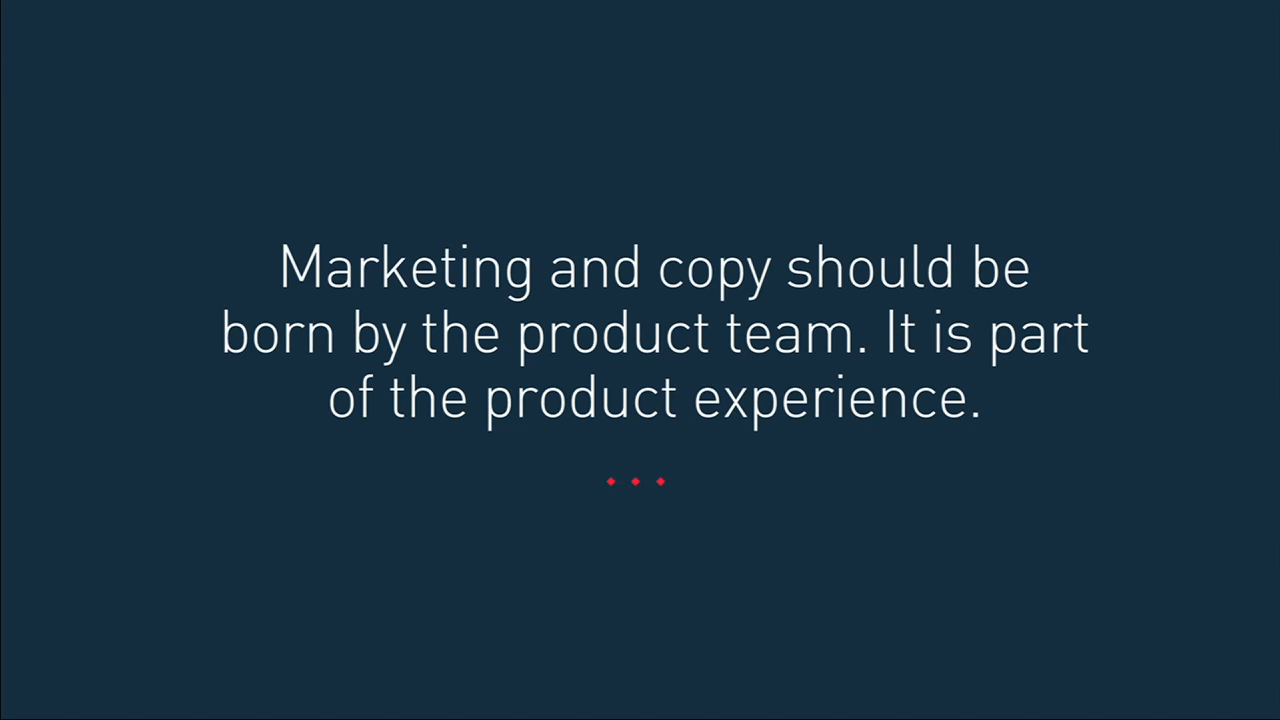 Marketing and copy should be
born by the product team. It is part
of the product experience.